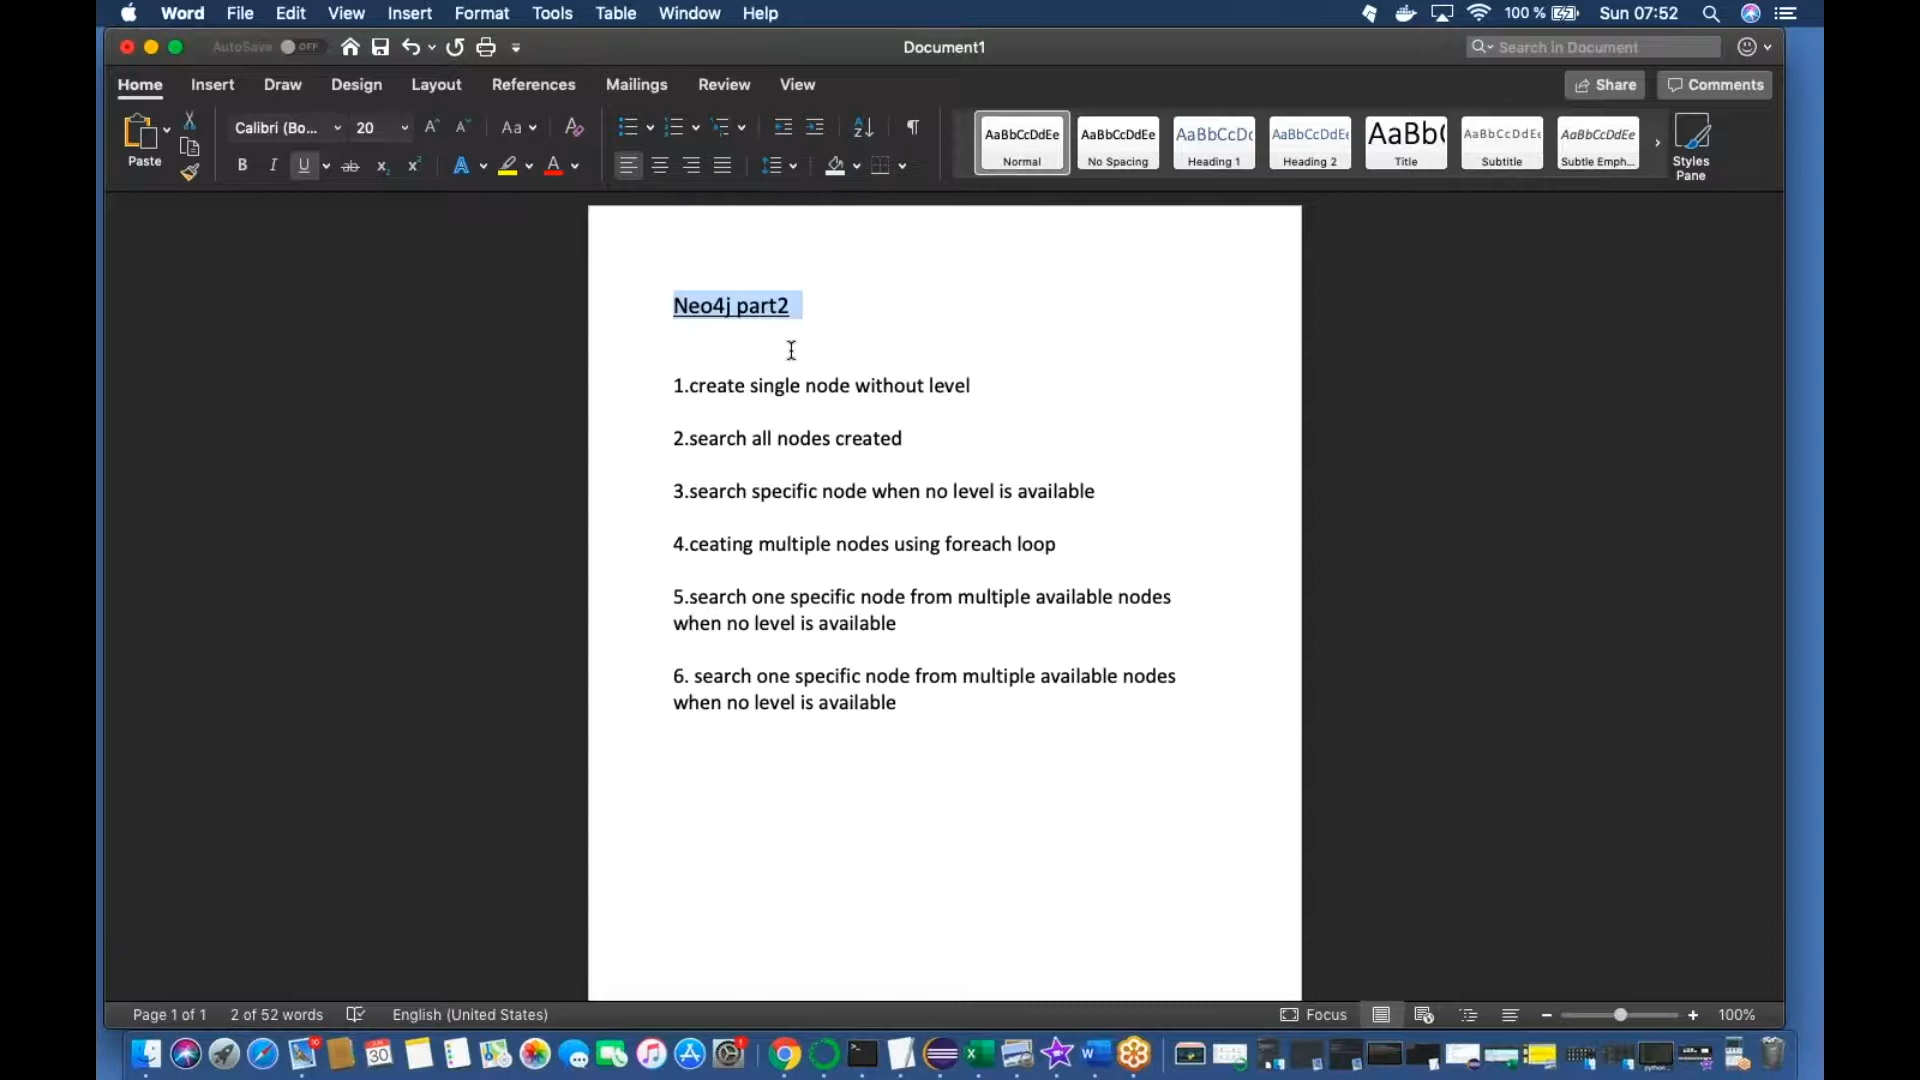 Word File Edit View Insert Format Tools Table Window Help 100 % Sun 07:52
AutoSave OFF Document1 Search in Document
Home Insert Draw Design Layout References Mailings Review View Share Comments
Paste Calibri (Bo... 20 Aa AaBbCcDdEe AaBbCcDdEe AaBbCcDc AaBbCcDdEe AaBb( AaBbCcDdEe AaBbCcDdEe
B I U ab x x A A Normal No Spacing Heading 1 Heading 2 Title Subtitle Subtle Emph... Styles
Pane
Neo4j part2
1.create single node without level
2.search all nodes created
3.search specific node when no level is available
4.ceating multiple nodes using foreach loop
5.search one specific node from multiple available nodes
when no level is available
6. search one specific node from multiple available nodes
when no level is available
Page 1 of 1 2 of 52 words English (United States) Focus 100%
30